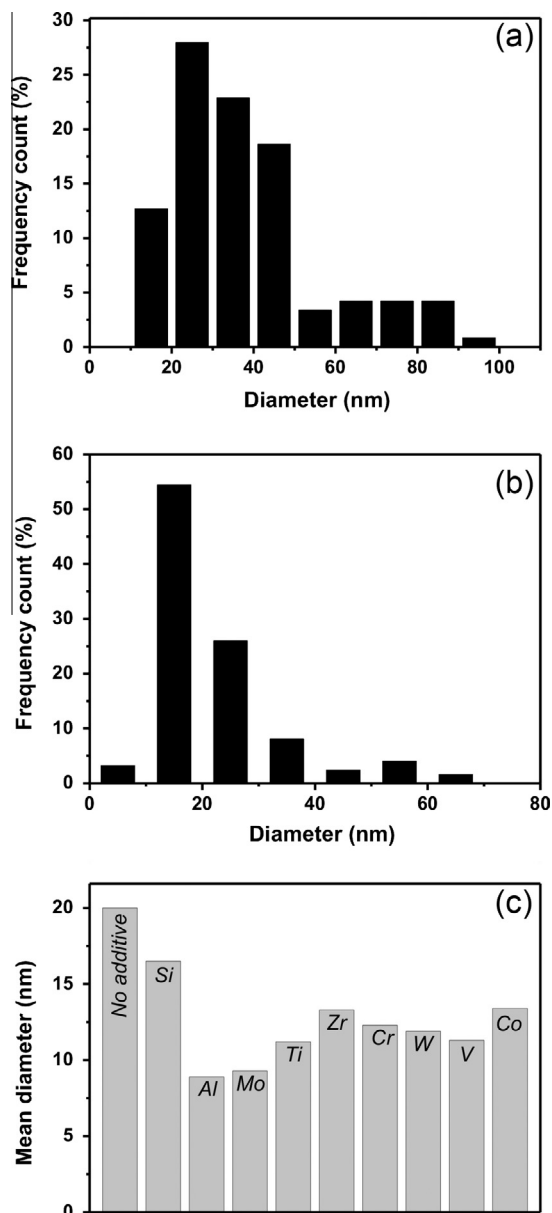 (a)
Frequency count (%)
30
25
20
15
10
5
0
0 20 40 60 80 100
Diameter (nm)
(b)
Frequency count (%)
60
50
40
30
20
10
0
0 20 40 60 80
Diameter (nm)
(c)
Mean diameter (nm)
20
15
10
5
0
No additive
Si
Al
Mo
Ti
Zr
Cr
W
V
Co